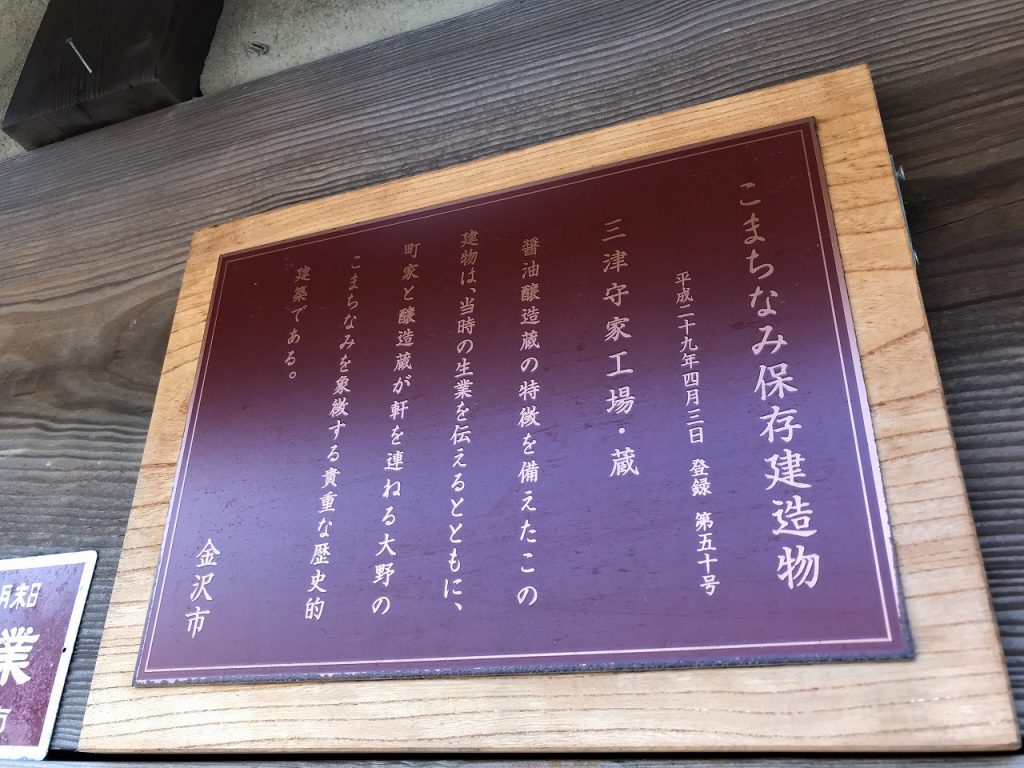 こまちなみ保存建造物
平成二十九年四月三日 登録 第五十号
三津守家工場・蔵
醤油醸造蔵の特徴を備えたこの
建物は、当時の生業を伝えるとともに、
町家と醸造蔵が軒を連ねる大野の
こまちなみを象徴する貴重な歴史的
建築である。
金沢市
月末日
業